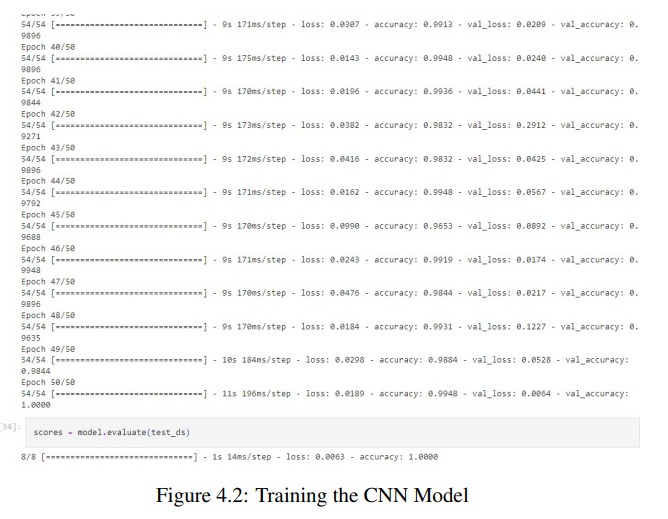 54/54 [==============================] - 9s 171ms/step - loss: 0.0307 - accuracy: 0.9913 - val_loss: 0.0209 - val_accuracy: 0.
9896
Epoch 40/50
54/54 [==============================] - 9s 175ms/step - loss: 0.0143 - accuracy: 0.9948 - val_loss: 0.0240 - val_accuracy: 0.
9896
Epoch 41/50
54/54 [==============================] - 9s 170ms/step - loss: 0.0196 - accuracy: 0.9936 - val_loss: 0.0441 - val_accuracy: 0.
9844
Epoch 42/50
54/54 [==============================] - 9s 173ms/step - loss: 0.0382 - accuracy: 0.9832 - val_loss: 0.2912 - val_accuracy: 0.
9271
Epoch 43/50
54/54 [==============================] - 9s 172ms/step - loss: 0.0416 - accuracy: 0.9832 - val_loss: 0.0425 - val_accuracy: 0.
9896
Epoch 44/50
54/54 [==============================] - 9s 171ms/step - loss: 0.0162 - accuracy: 0.9948 - val_loss: 0.0567 - val_accuracy: 0.
9792
Epoch 45/50
54/54 [==============================] - 9s 170ms/step - loss: 0.0990 - accuracy: 0.9653 - val_loss: 0.0892 - val_accuracy: 0.
9688
Epoch 46/50
54/54 [==============================] - 9s 171ms/step - loss: 0.0243 - accuracy: 0.9919 - val_loss: 0.0174 - val_accuracy: 0.
9948
Epoch 47/50
54/54 [==============================] - 9s 170ms/step - loss: 0.0476 - accuracy: 0.9844 - val_loss: 0.0217 - val_accuracy: 0.
9896
Epoch 48/50
54/54 [==============================] - 9s 170ms/step - loss: 0.0184 - accuracy: 0.9931 - val_loss: 0.1227 - val_accuracy: 0.
9635
Epoch 49/50
54/54 [==============================] - 10s 184ms/step - loss: 0.0298 - accuracy: 0.9884 - val_loss: 0.0528 - val_accuracy:
0.9844
Epoch 50/50
54/54 [==============================] - 11s 196ms/step - loss: 0.0189 - accuracy: 0.9948 - val_loss: 0.0064 - val_accuracy:
1.0000
34]: scores = model.evaluate(test_ds)
8/8 [==============================] - 1s 14ms/step - loss: 0.0063 - accuracy: 1.0000
Figure 4.2: Training the CNN Model